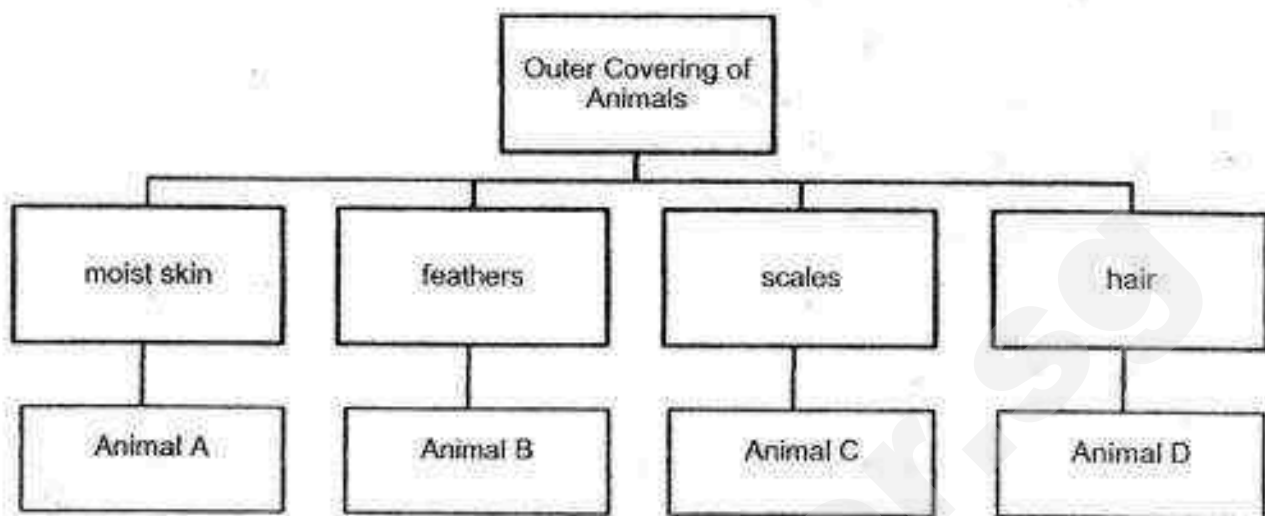 Outer Covering of
Animals
moist skin
feathers
scales
hair
Animal A
Animal B
Animal C
Animal D